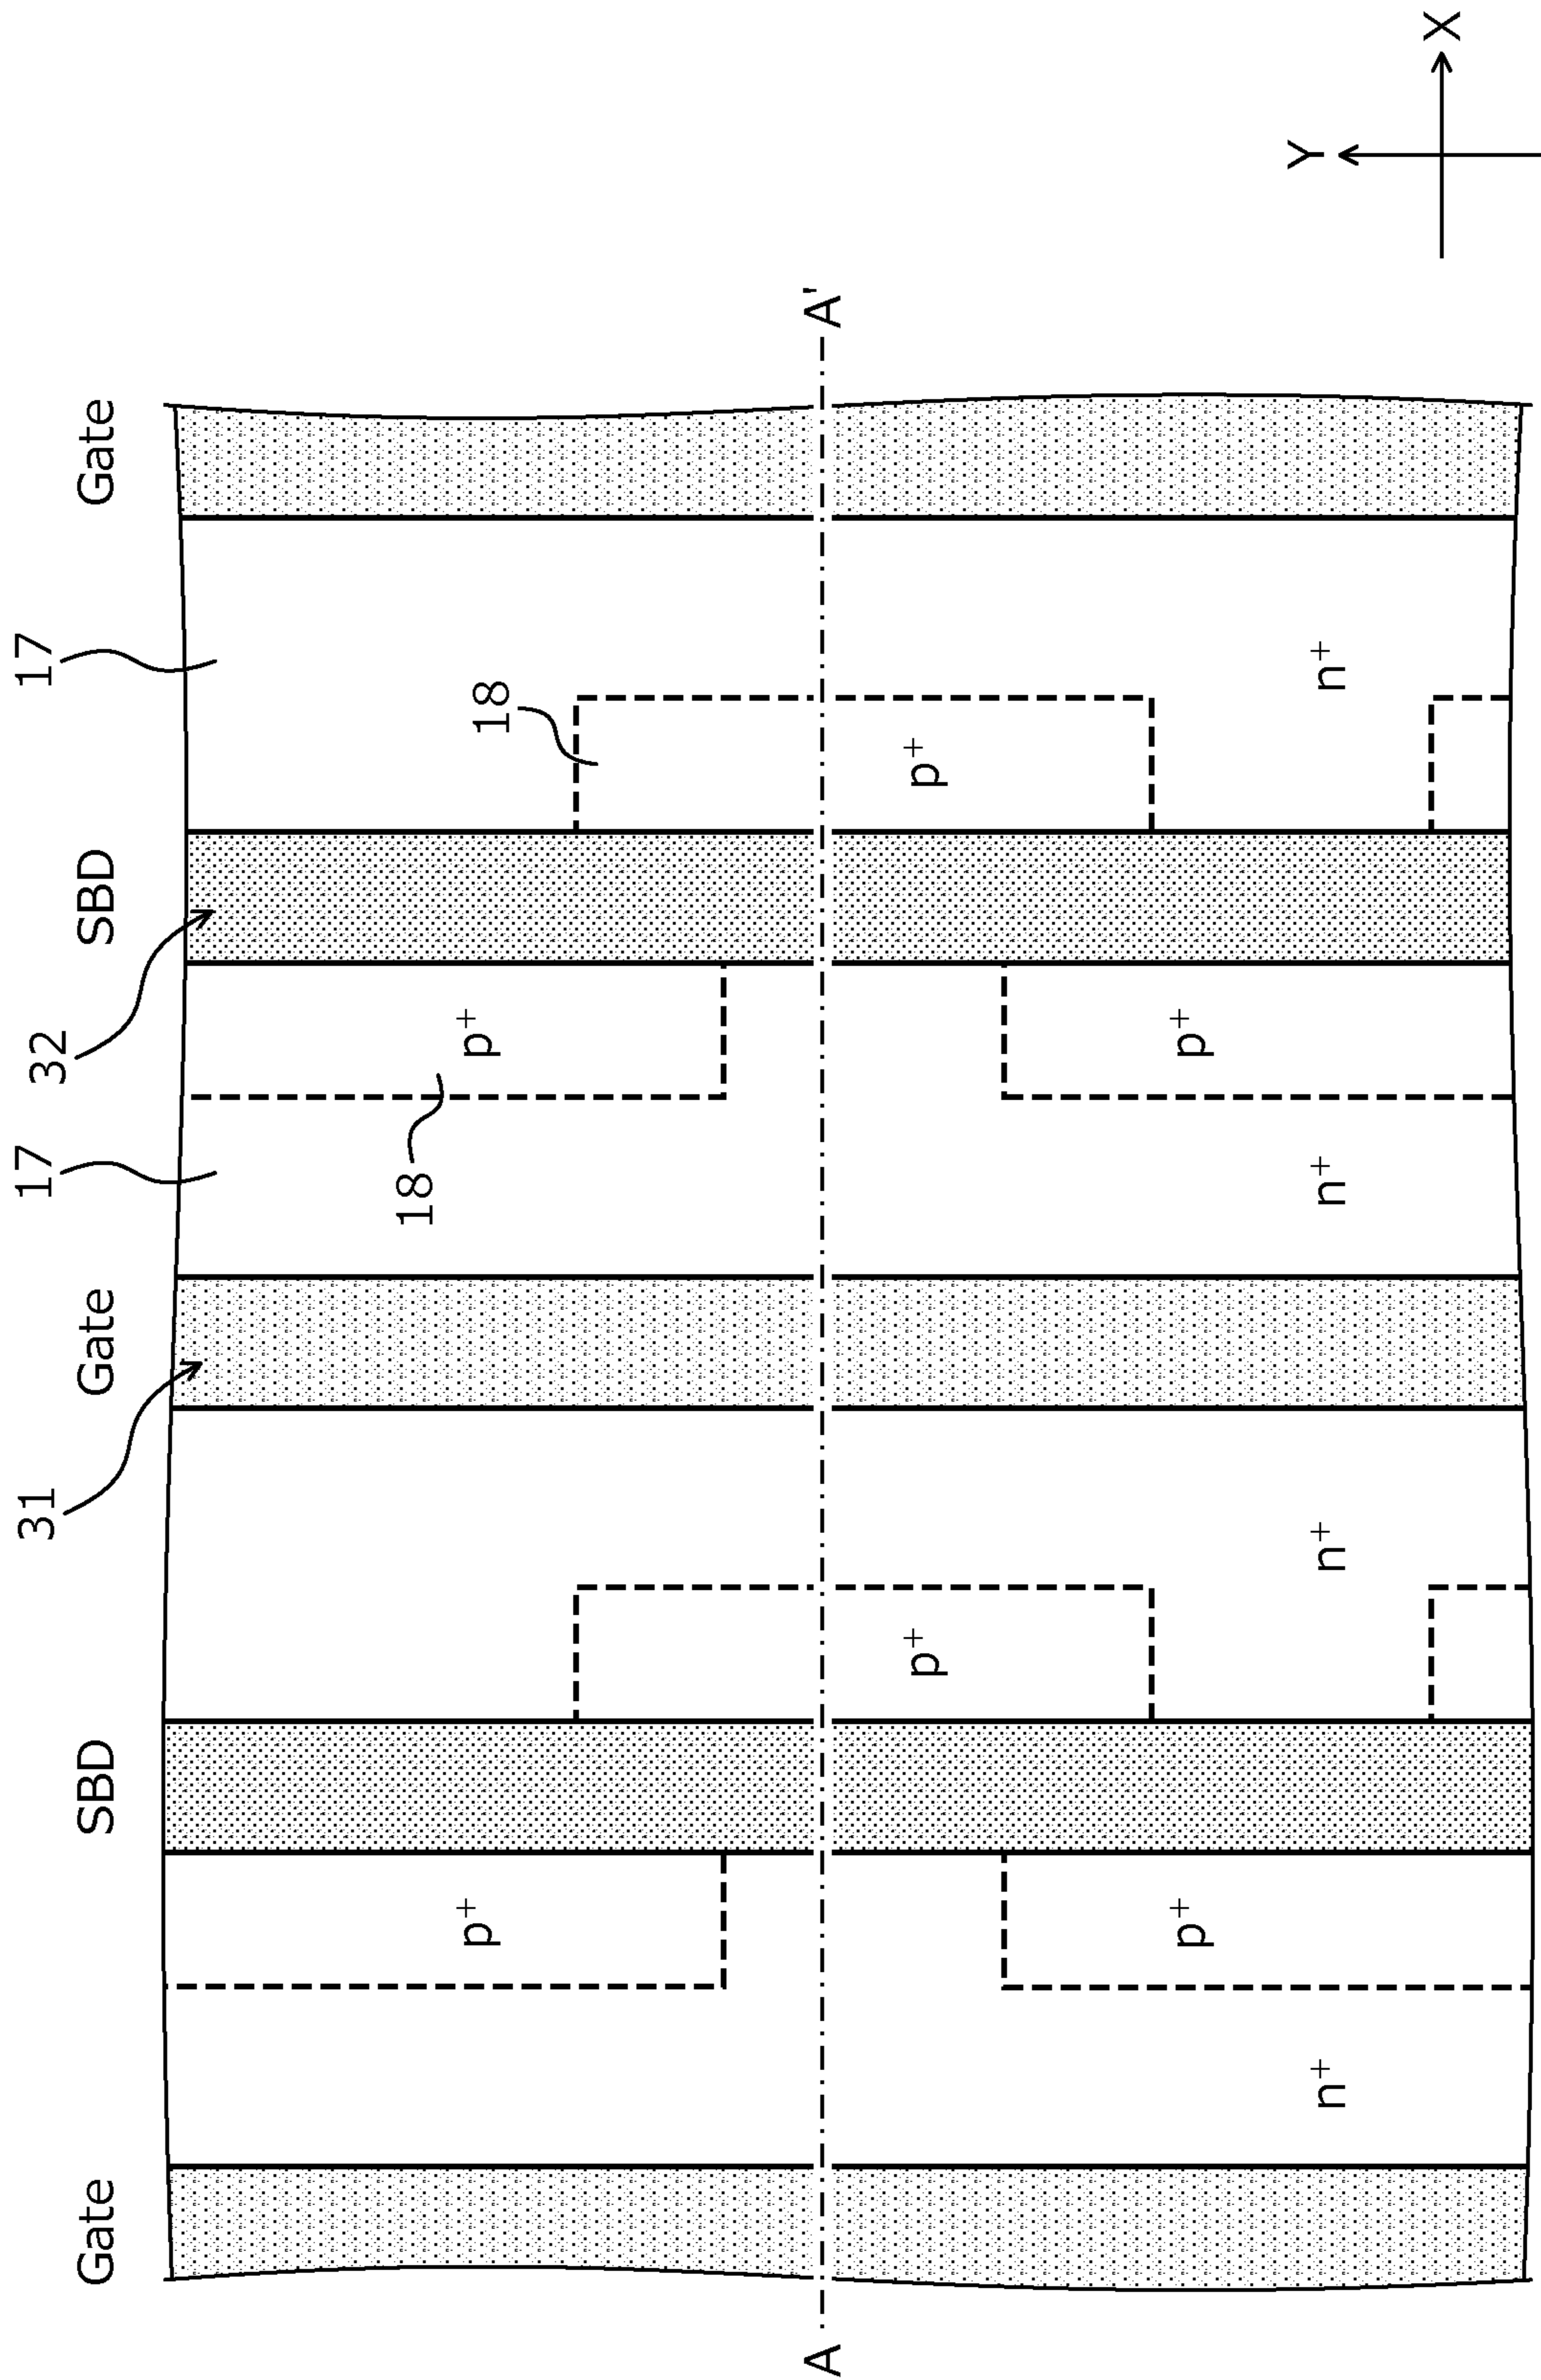 31 17 32 17
Gate SBD Gate SBD Gate
18
p+ p+ 18
A A'
p+ p+
p+ p+
n+ n+ n+ n+ Y
X